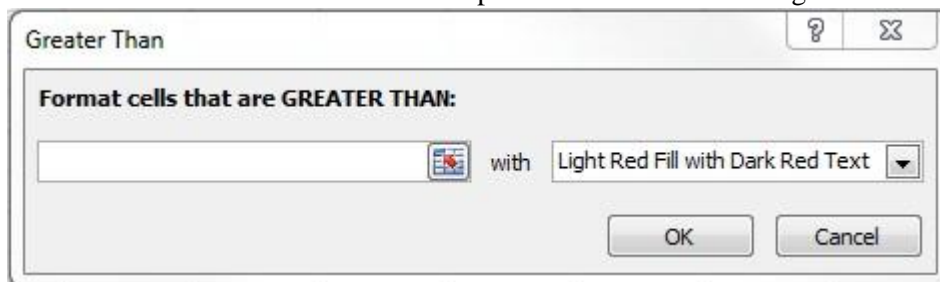 Greater Than
Format cells that are GREATER THAN:
with Light Red Fill with Dark Red Text
OK Cancel